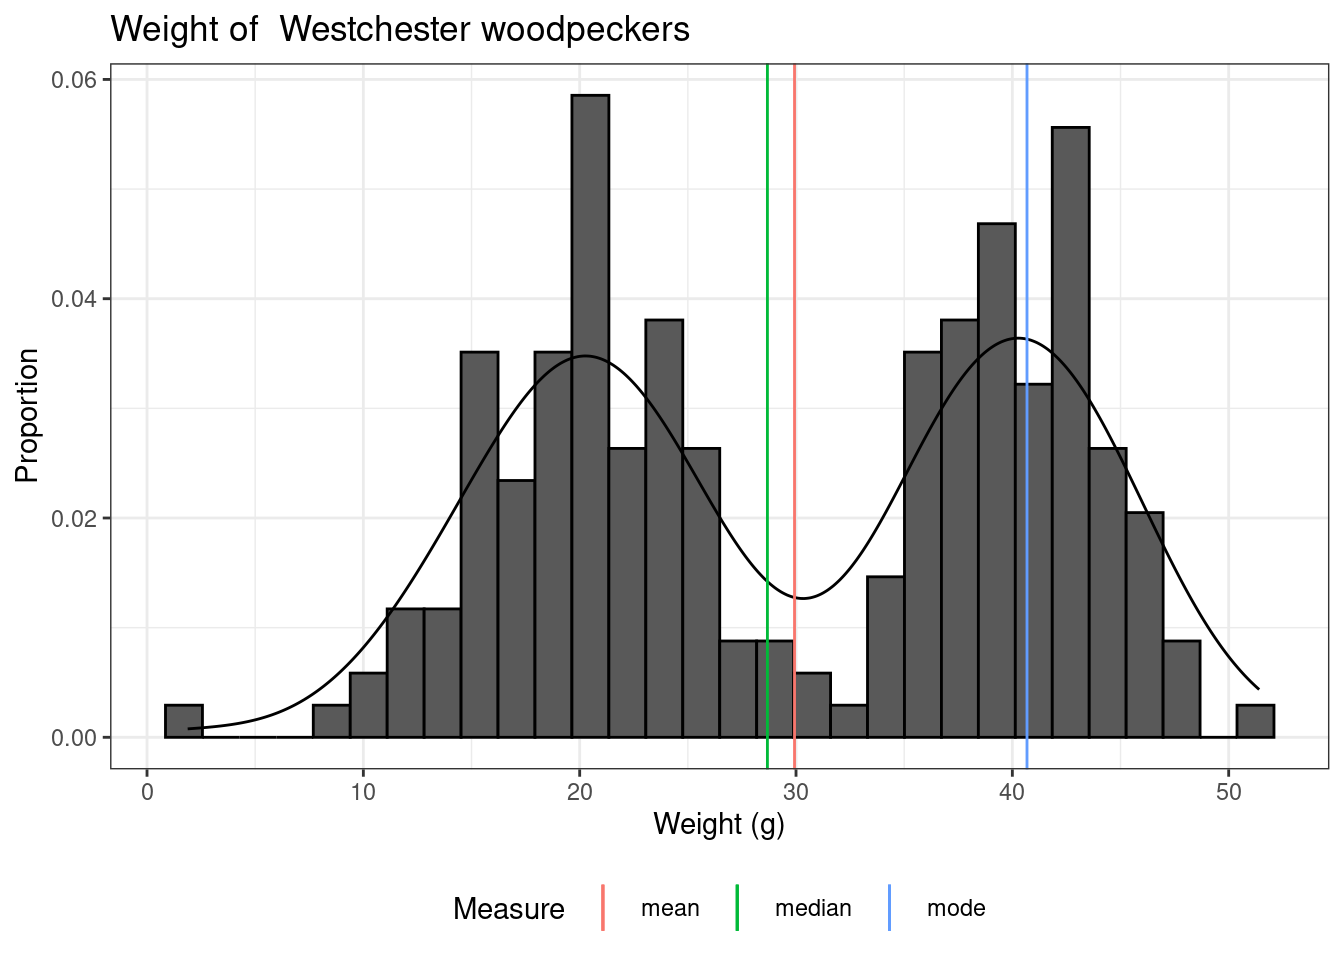 Weight of  Westchester woodpeckers
0.06
0.04
0.02
0.00
Proportion
0 10 20 30 40 50
Weight (g)
Measure mean median mode